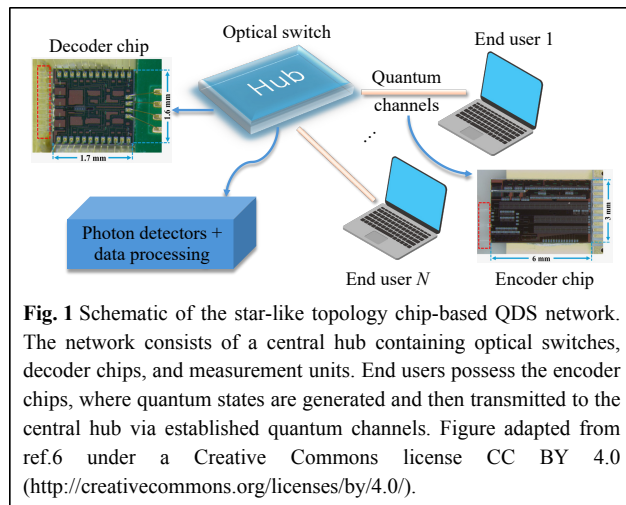 Decoder chip
Optical switch
End user 1
Hub
Quantum
channels
1.6 mm
1.7 mm
...
Photon detectors +
data processing
End user N
3 mm
6 mm
Encoder chip
Fig. 1 Schematic of the star-like topology chip-based QDS network.
The network consists of a central hub containing optical switches,
decoder chips, and measurement units. End users possess the encoder
chips, where quantum states are generated and then transmitted to the
central hub via established quantum channels. Figure adapted from
ref.6 under a Creative Commons license CC BY 4.0
(http://creativecommons.org/licenses/by/4.0/).